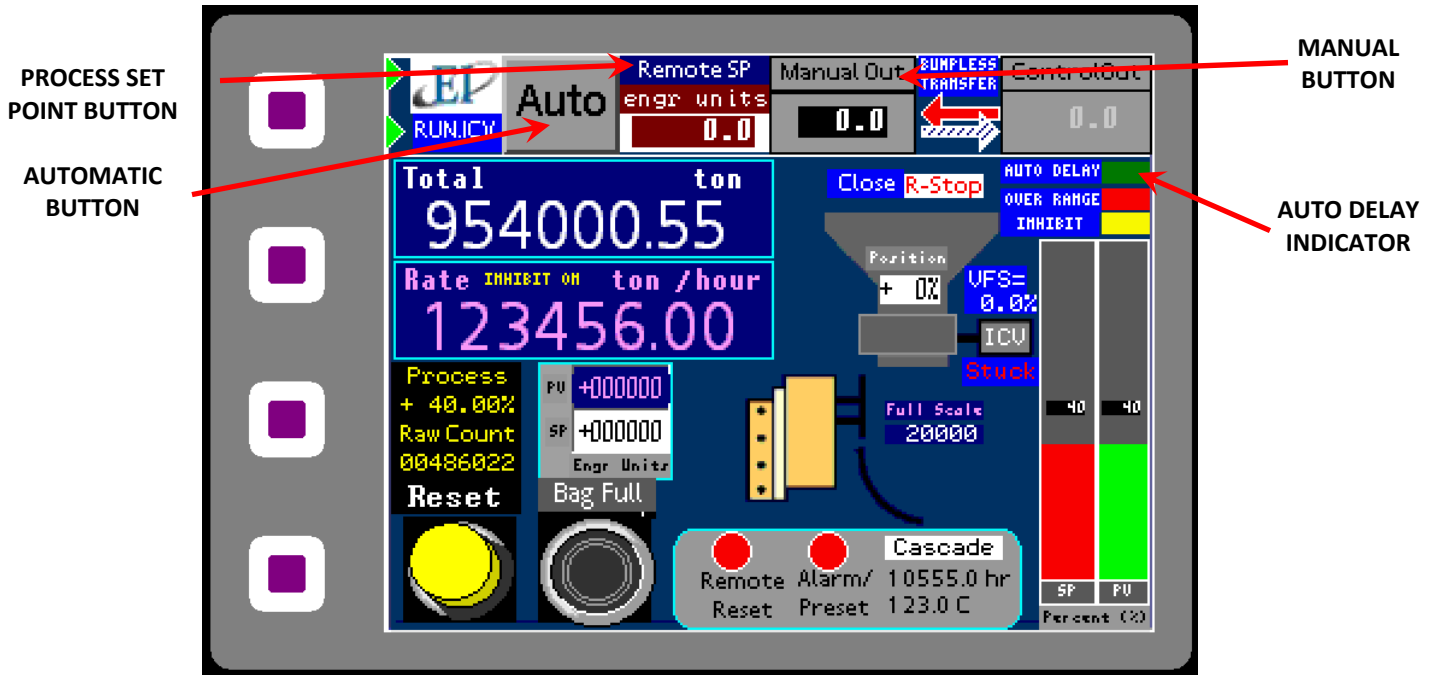 PROCESS SET
POINT BUTTON
AUTOMATIC
BUTTON
MANUAL
BUTTON
AUTO DELAY
INDICATOR
EI
RUN.ICV
Auto
Remote SP
engr units
0.0
Manual Out
0.0
BUMPLESS
TRANSFER
ControlOut
0.0
Total ton
954000.55
Rate INHIBIT ON ton /hour
123456.00
Close R-Stop
AUTO DELAY
OVER RANGE
INHIBIT
Position
+ 0%
VFS=
0.0%
ICV
Stuck
Process
+ 40.00%
Raw Count
00486022
Reset
PV +000000
SP +000000
Engr Units
Bag Full
Full Scale
20000
40 40
SP PV
Percent (%)
Cascade
Remote
Reset
Alarm/
Preset
10555.0 hr
123.0 C